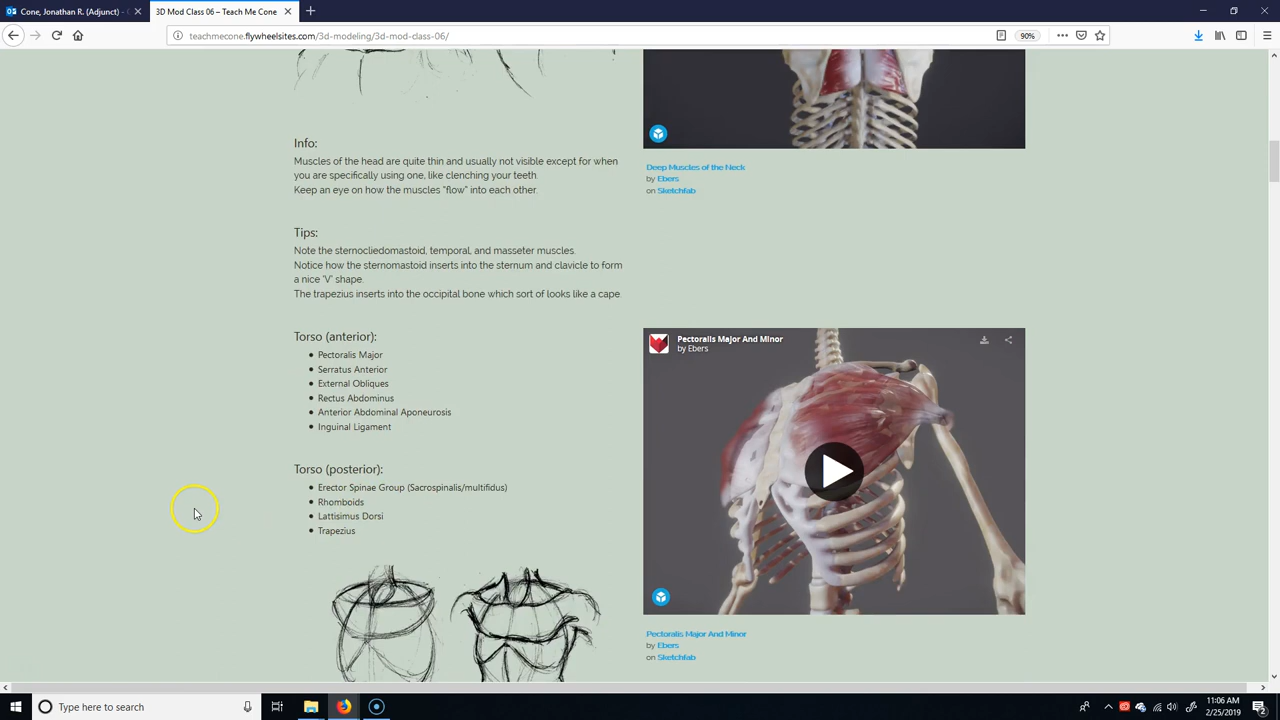 Cone, Jonathan R. (Adjunct) -
3D Mod Class 06 – Teach Me Cone
teachmecone.flywheelsites.com/3d-modeling/3d-mod-class-06/
90%
Info:
Muscles of the head are quite thin and usually not visible except for when
you are specifically using one, like clenching your teeth.
Keep an eye on how the muscles "flow" into each other.
Tips:
Note the sternocliedomastoid, temporal, and masseter muscles.
Notice how the sternomastoid inserts into the sternum and clavicle to form
a nice 'V' shape.
The trapezius inserts into the occipital bone which sort of looks like a cape.
Torso (anterior):
Pectoralis Major
Serratus Anterior
External Obliques
Rectus Abdominus
Anterior Abdominal Aponeurosis
Inguinal Ligament
Torso (posterior):
Erector Spinae Group (Sacrospinalis/multifidus)
Rhomboids
Lattisimus Dorsi
Trapezius
Deep Muscles of the Neck
by Ebers
on Sketchfab
Pectoralis Major And Minor
by Ebers
Pectoralis Major And Minor
by Ebers
on Sketchfab
Type here to search
11:06 AM
2/25/2019
2